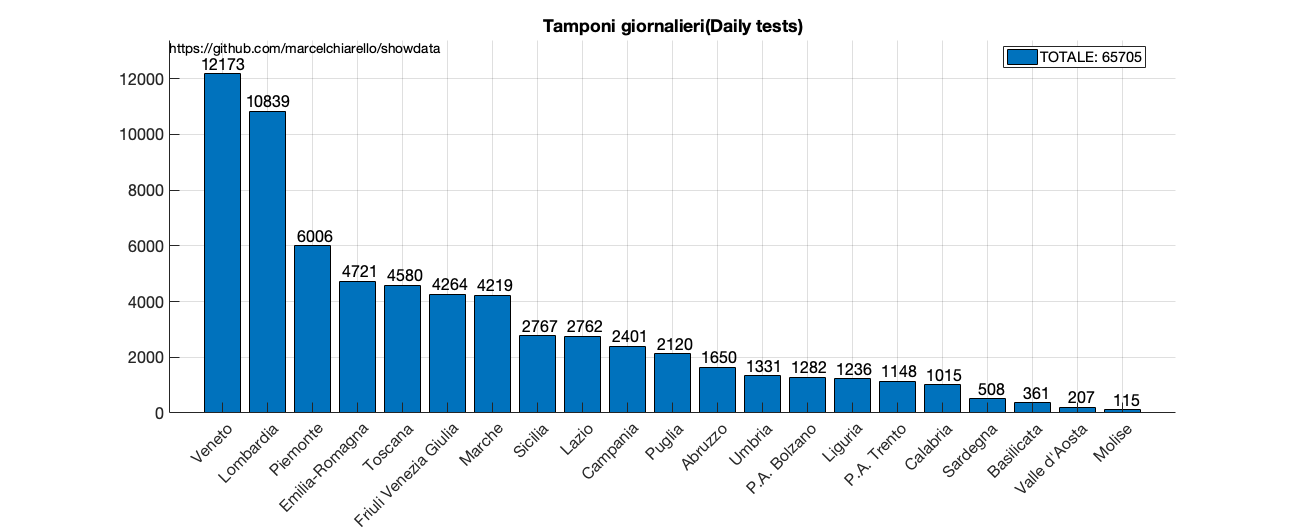 Tamponi giornalieri(Daily tests)
https://github.com/marcelchiarello/showdata
TOTALE: 65705
12000
10000
8000
6000
4000
2000
0
12173
10839
6006
4721
4580
4264
4219
2767
2762
2401
2120
1650
1331
1282
1236
1148
1015
508
361
207
115
Veneto
Lombardia
Piemonte
Emilia-Romagna
Toscana
Friuli Venezia Giulia
Marche
Sicilia
Lazio
Campania
Puglia
Abruzzo
Umbria
P.A. Bolzano
Liguria
P.A. Trento
Calabria
Sardegna
Basilicata
Valle d'Aosta
Molise